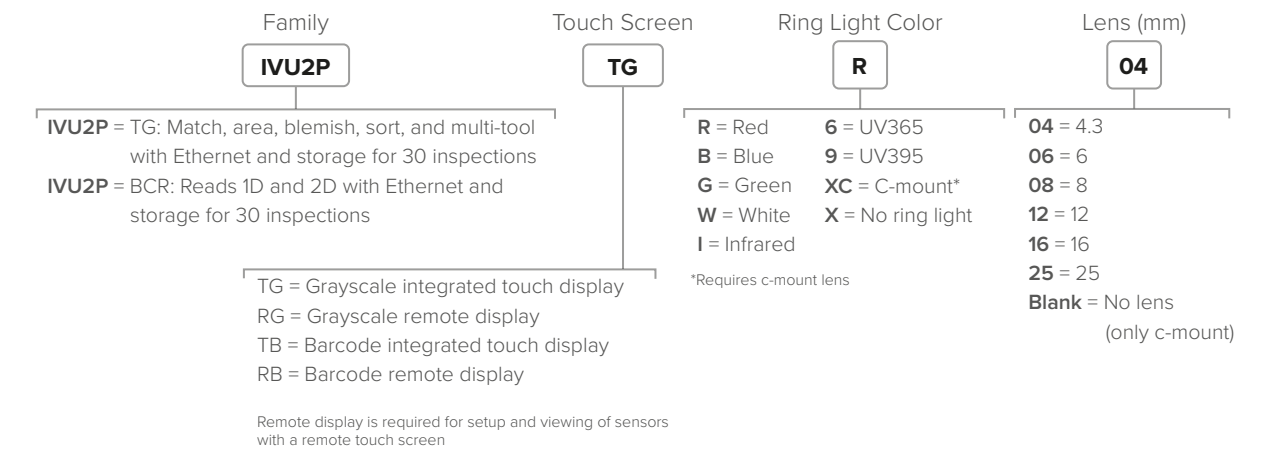 Family
Touch Screen
Ring Light Color
Lens (mm)
IVU2P
TG
R
04
IVU2P = TG: Match, area, blemish, sort, and multi-tool
with Ethernet and storage for 30 inspections
IVU2P = BCR: Reads 1D and 2D with Ethernet and
storage for 30 inspections
TG = Grayscale integrated touch display
RG = Grayscale remote display
TB = Barcode integrated touch display
RB = Barcode remote display
Remote display is required for setup and viewing of sensors
with a remote touch screen
R = Red
B = Blue
G = Green
W = White
I = Infrared
6 = UV365
9 = UV395
XC = C-mount*
X = No ring light
*Requires c-mount lens
04 = 4.3
06 = 6
08 = 8
12 = 12
16 = 16
25 = 25
Blank = No lens
(only c-mount)